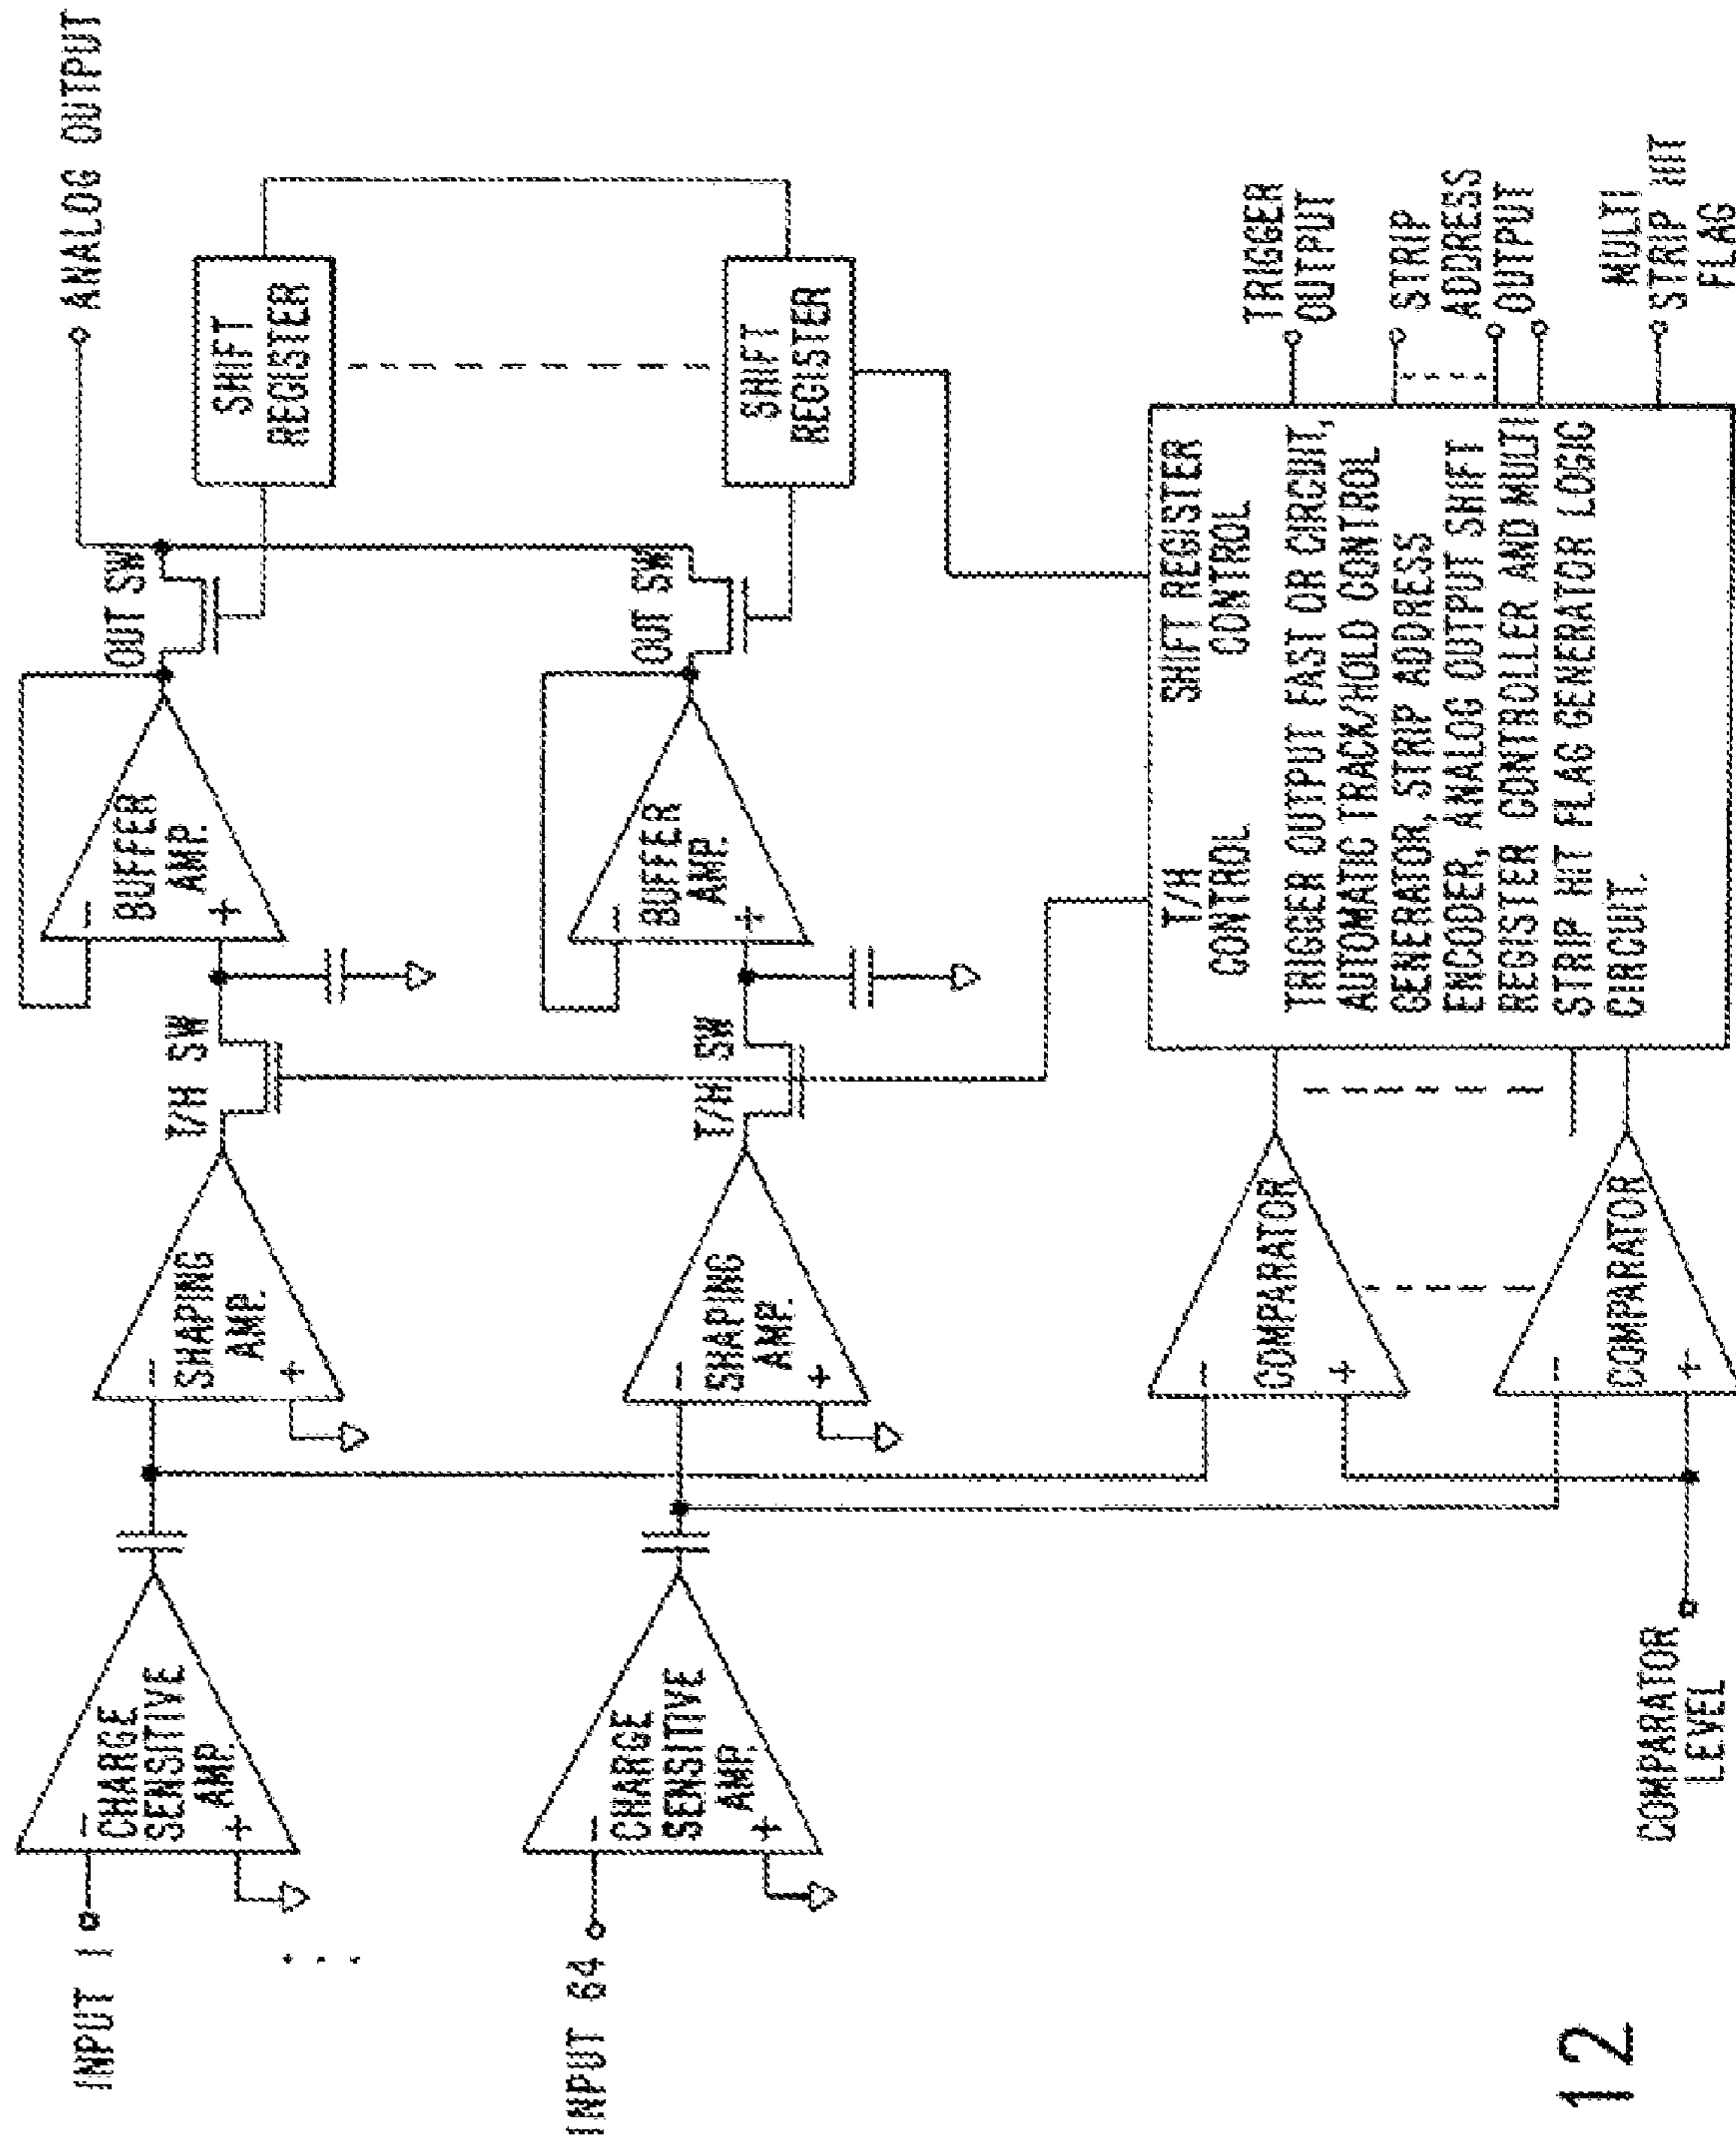 INPUT 1
CHARGE
SENSITIVE
AMP.
-
+
SHAPING
AMP.
-
+
T/H SW
BUFFER
AMP.
-
+
OUT SW
ANALOG OUTPUT
SHIFT
REGISTER
INPUT 64
CHARGE
SENSITIVE
AMP.
-
+
SHAPING
AMP.
-
+
T/H SW
BUFFER
AMP.
-
+
OUT SW
SHIFT
REGISTER
COMPARATOR
-
+
COMPARATOR
-
+
COMPARATOR
LEVEL
T/H
CONTROL
SHIFT REGISTER
CONTROL
TRIGGER OUTPUT FAST OR CIRCUIT,
AUTOMATIC TRACK/HOLD CONTROL
GENERATOR, STRIP ADDRESS
ENCODER, ANALOG OUTPUT SHIFT
REGISTER CONTROLLER AND MULTI
STRIP HIT FLAG GENERATOR LOGIC
CIRCUIT.
TRIGGER
OUTPUT
STRIP
ADDRESS
OUTPUT
MULTI
STRIP HIT
FLAG
12